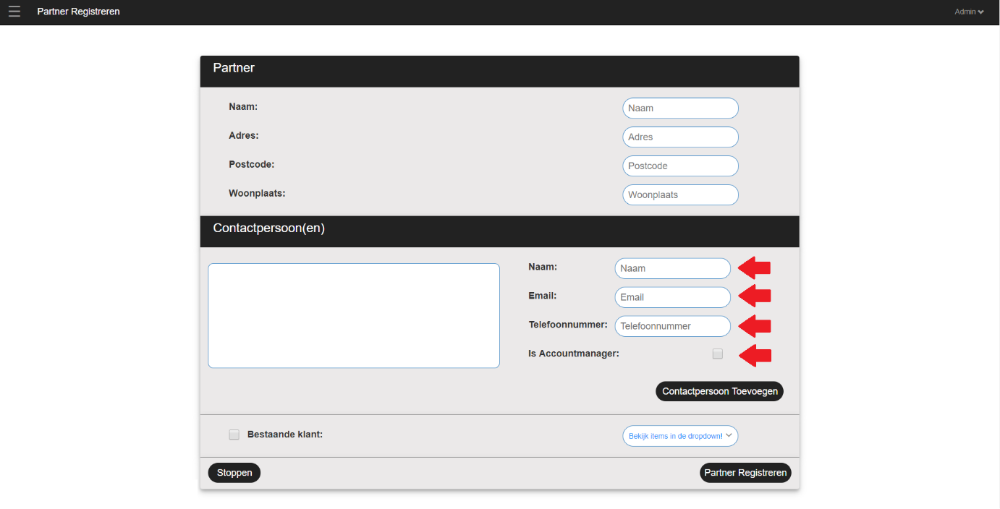 Partner Registreren
Admin
Partner
Naam:
Naam
Adres:
Adres
Postcode:
Postcode
Woonplaats:
Woonplaats
Contactpersoon(en)
Naam:
Naam
Email:
Email
Telefoonnummer:
Telefoonnummer
Is Accountmanager:
Contactpersoon Toevoegen
Bestaande klant:
Bekijk items in de dropdown!
Stoppen
Partner Registreren